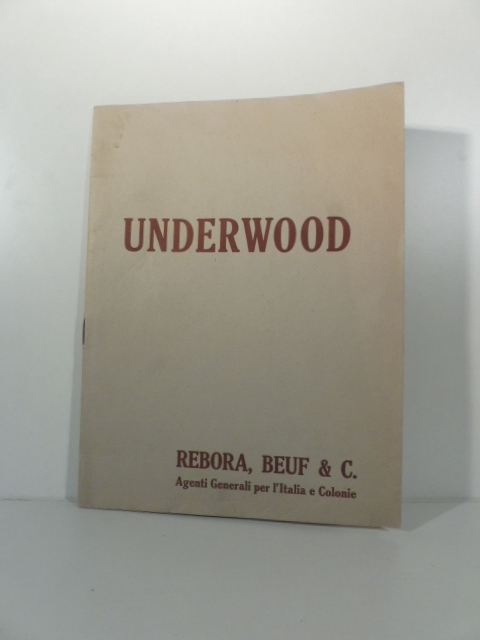 UNDERWOOD
REBORA, BEUF & C.
Agenti Generali per l'Italia e Colonie